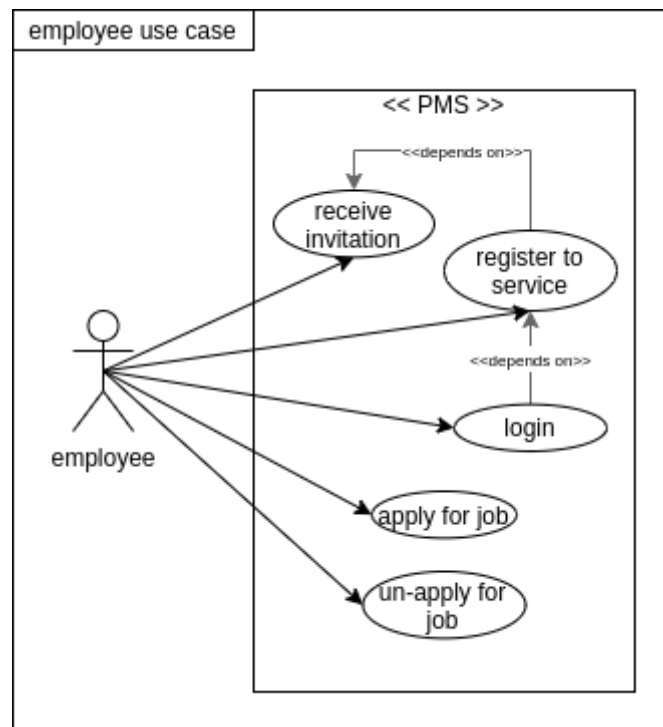 employee use case
<< PMS >>
<<depends on>>
receive
invitation
register to
service
<<depends on>>
login
employee
apply for job
un-apply for
job